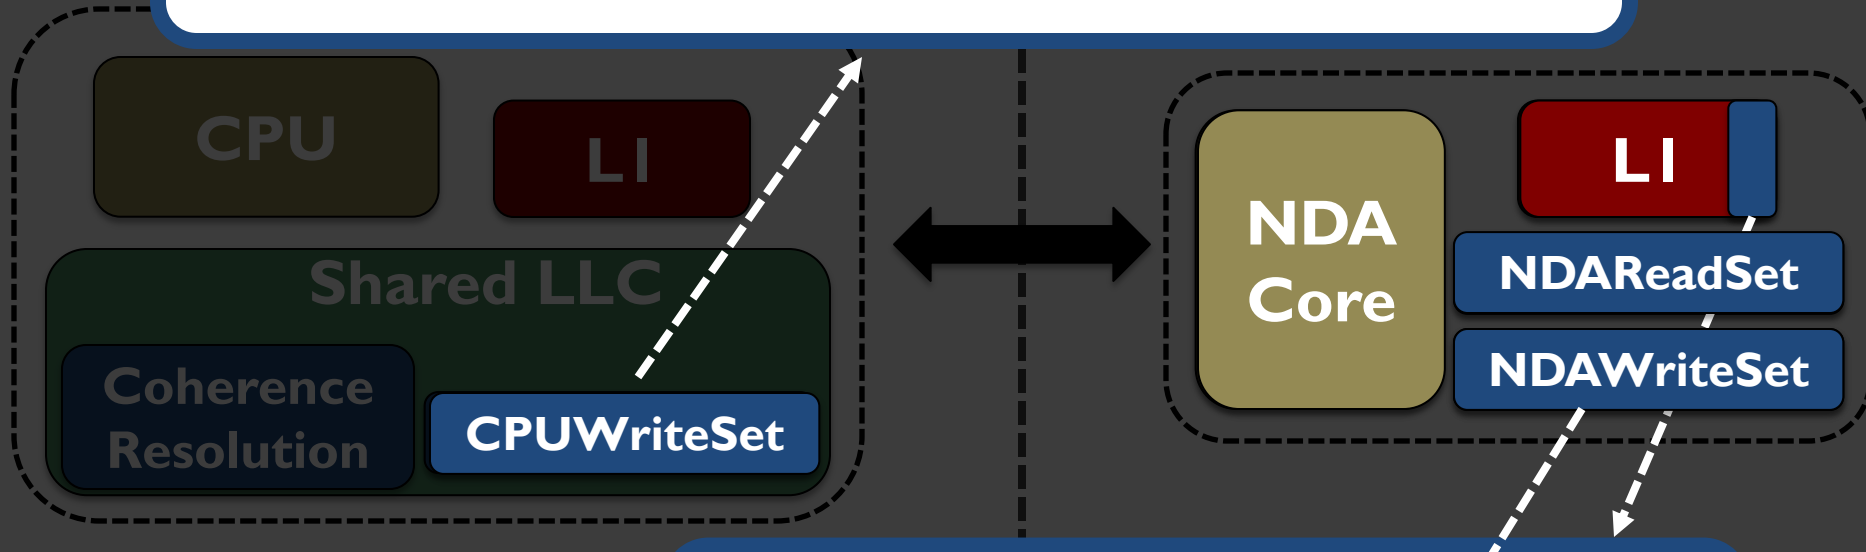 CPU
L1
Shared LLC
Coherence
Resolution
CPUWriteSet
NDA
Core
L1
NDAReadSet
NDAWriteSet